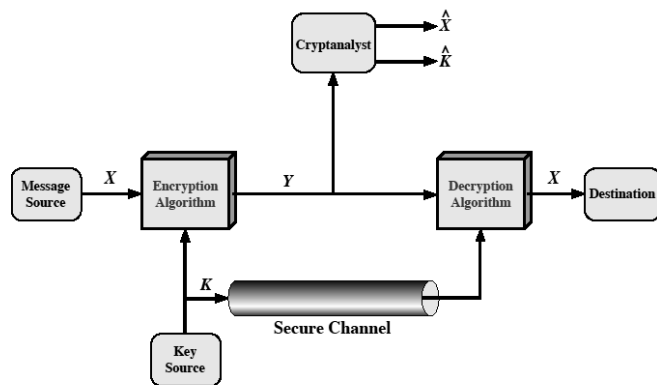 X̂
Cryptanalyst
K̂
Message
Source
X
Encryption
Algorithm
Y
Decryption
Algorithm
X
Destination
K
Secure Channel
Key
Source